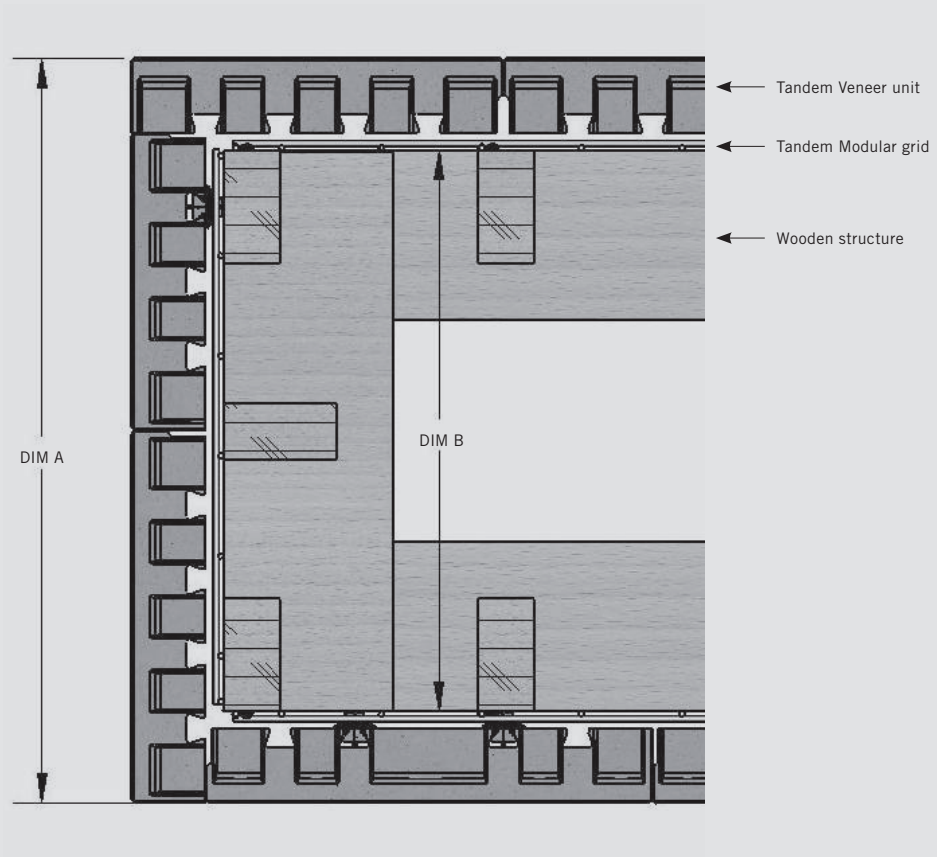 Tandem Veneer unit
Tandem Modular grid
Wooden structure
DIM B
DIM A